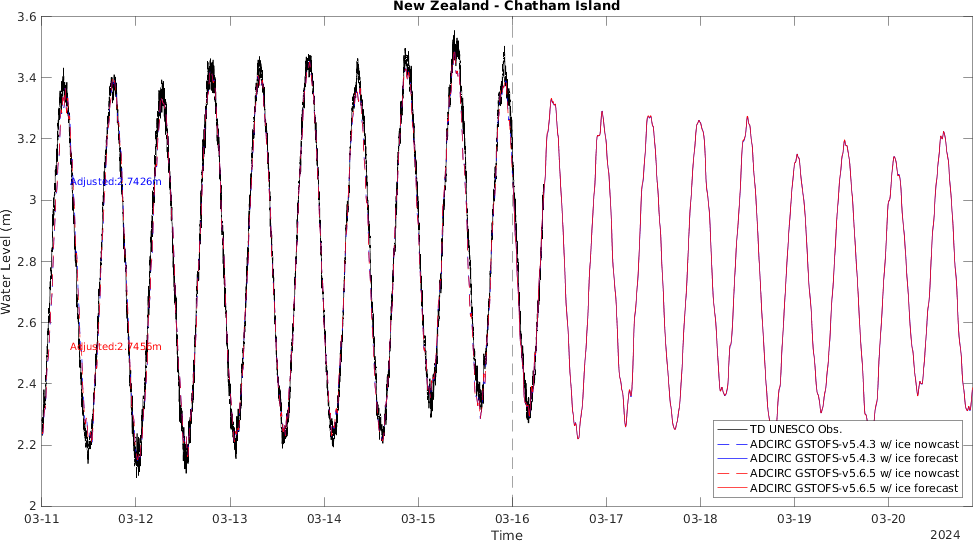 New Zealand - Chatham Island
3.6
3.4
3.2
3
2.8
2.6
2.4
2.2
2
Water Level (m)
Adjusted:2.7426m
Adjusted:2.7456m
TD UNESCO Obs.
ADCIRC GSTOFS-v5.4.3 w/ ice nowcast
ADCIRC GSTOFS-v5.4.3 w/ ice forecast
ADCIRC GSTOFS-v5.6.5 w/ ice nowcast
ADCIRC GSTOFS-v5.6.5 w/ ice forecast
03-11 03-12 03-13 03-14 03-15 03-16 03-17 03-18 03-19 03-20
Time
2024